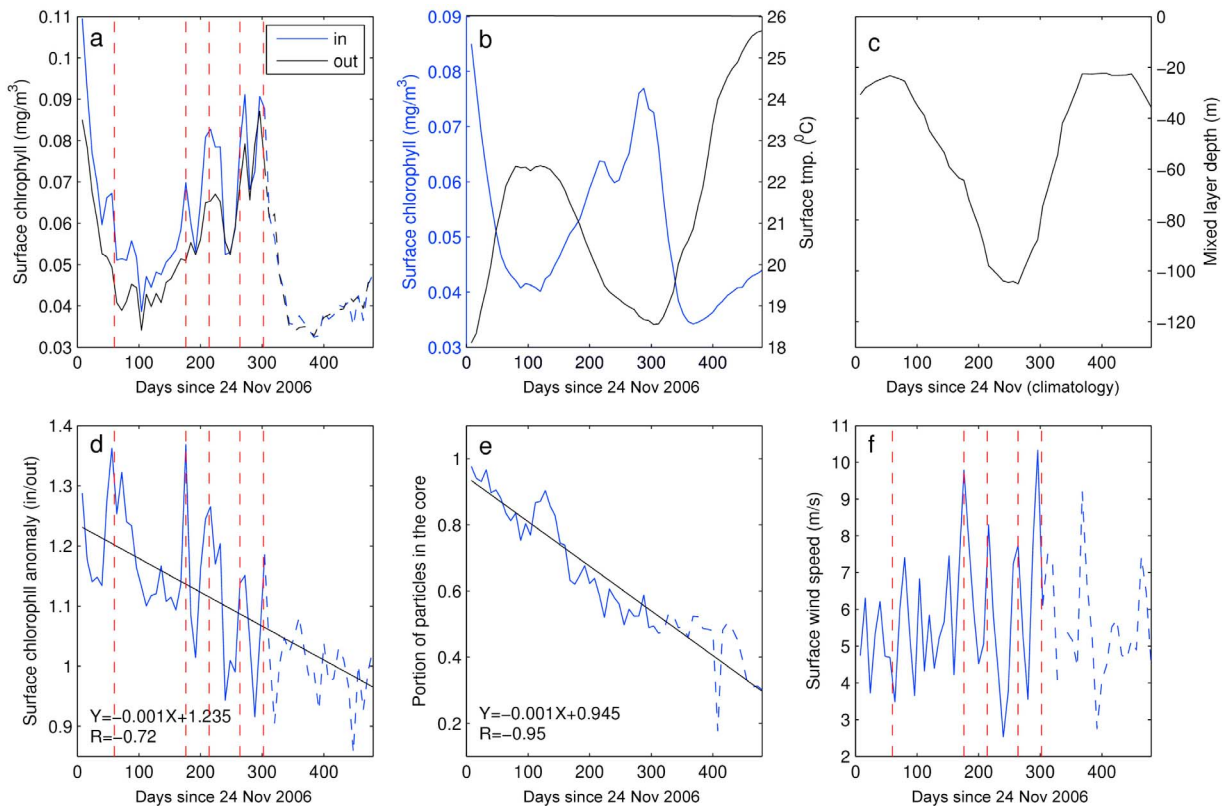 a
in
out
0.11
0.1
0.09
0.08
0.07
0.06
0.05
0.04
0.03
0 100 200 300 400
Surface chlrophyll (mg/m3)
Days since 24 Nov 2006
b
0.09
0.08
0.07
0.06
0.05
0.04
0.03
0 100 200 300 400
26
25
24
23
22
21
20
19
18
Surface chlorophyll (mg/m3)
Surface tmp. (0C)
Days since 24 Nov 2006
c
0
−20
−40
−60
−80
−100
−120
0 100 200 300 400
Mixed layer depth (m)
Days since 24 Nov (climatology)
d
1.4
1.3
1.2
1.1
1
0.9
0 100 200 300 400
Surface chlorophll anomaly (in/out)
Y=−0.001X+1.235
R=−0.72
Days since 24 Nov 2006
e
1
0.8
0.6
0.4
0.2
0 100 200 300 400
Portion of particles in the core
Y=−0.001X+0.945
R=−0.95
Days since 24 Nov 2006
f
11
10
9
8
7
6
5
4
3
2
0 100 200 300 400
Surface wind speed (m/s)
Days since 24 Nov 2006